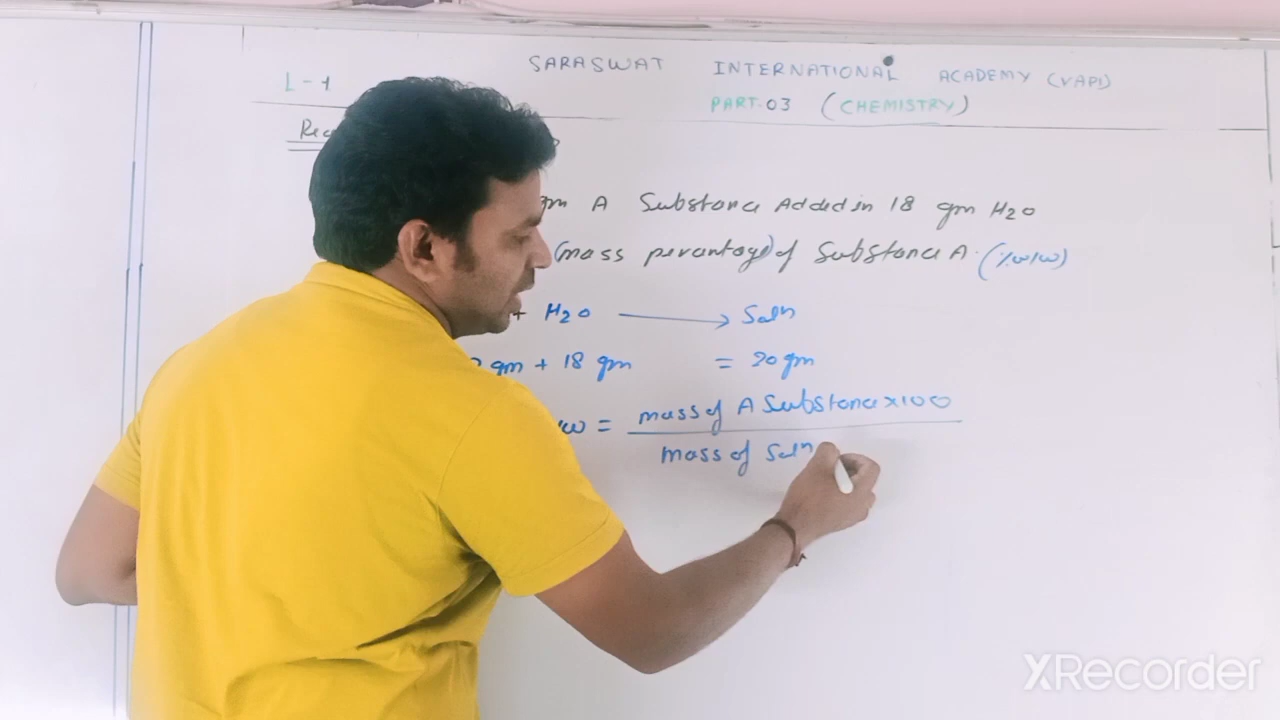 SARASWAT INTERNATIONAL ACADEMY (VAPI)
L-1
PART.03 (CHEMISTRY)
gm A Substance Added in 18 gm H2O
(mass percantage) of Substance A. (%w/w)
+ H2O → Soln
gm + 18 gm = 20 gm
w = mass of A Substance x 100
mass of Soln
XRecorder